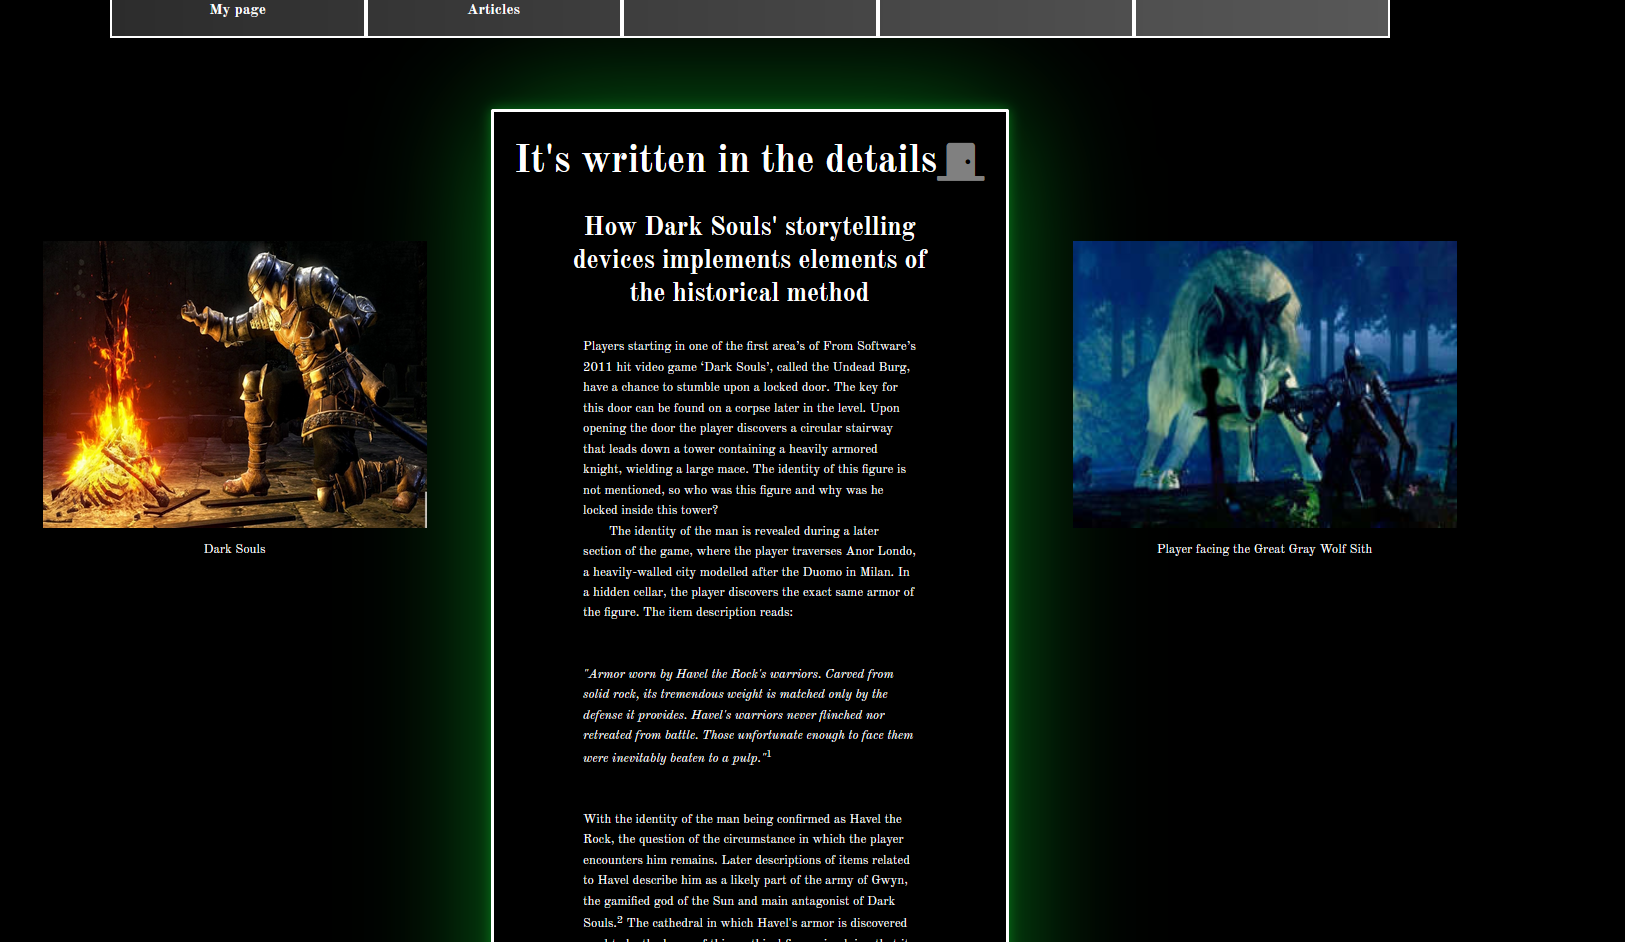 My page
Articles
It's written in the details
How Dark Souls' storytelling
devices implements elements of
the historical method
Players starting in one of the first area’s of From Software’s
2011 hit video game ‘Dark Souls’, called the Undead Burg,
have a chance to stumble upon a locked door. The key for
this door can be found on a corpse later in the level. Upon
opening the door the player discovers a circular stairway
that leads down a tower containing a heavily armored
knight, wielding a large mace. The identity of this figure is
not mentioned, so who was this figure and why was he
locked inside this tower?
The identity of the man is revealed during a later
section of the game, where the player traverses Anor Londo,
a heavily-walled city modelled after the Duomo in Milan. In
a hidden cellar, the player discovers the exact same armor of
the figure. The item description reads:
"Armor worn by Havel the Rock's warriors. Carved from
solid rock, its tremendous weight is matched only by the
defense it provides. Havel's warriors never flinched nor
retreated from battle. Those unfortunate enough to face them
were inevitably beaten to a pulp."1
With the identity of the man being confirmed as Havel the
Rock, the question of the circumstance in which the player
encounters him remains. Later descriptions of items related
to Havel describe him as a likely part of the army of Gwyn,
the gamified god of the Sun and main antagonist of Dark
Souls.2 The cathedral in which Havel's armor is discovered
Dark Souls
Player facing the Great Gray Wolf Sith